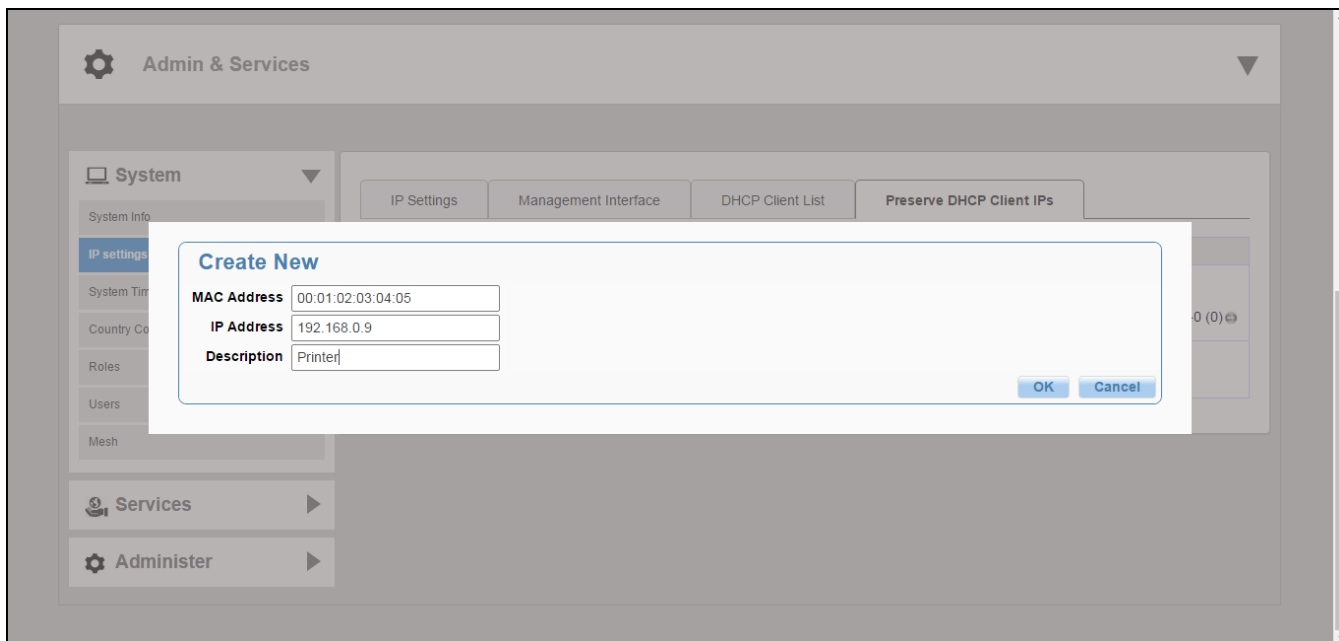 Admin & Services
System
System Info
IP settings
System Tim
Country Co
Roles
Users
Mesh
Services
Administer
IP Settings
Management Interface
DHCP Client List
Preserve DHCP Client IPs
0 (0)
Create New
MAC Address 00:01:02:03:04:05
IP Address 192.168.0.9
Description Printer
OK Cancel